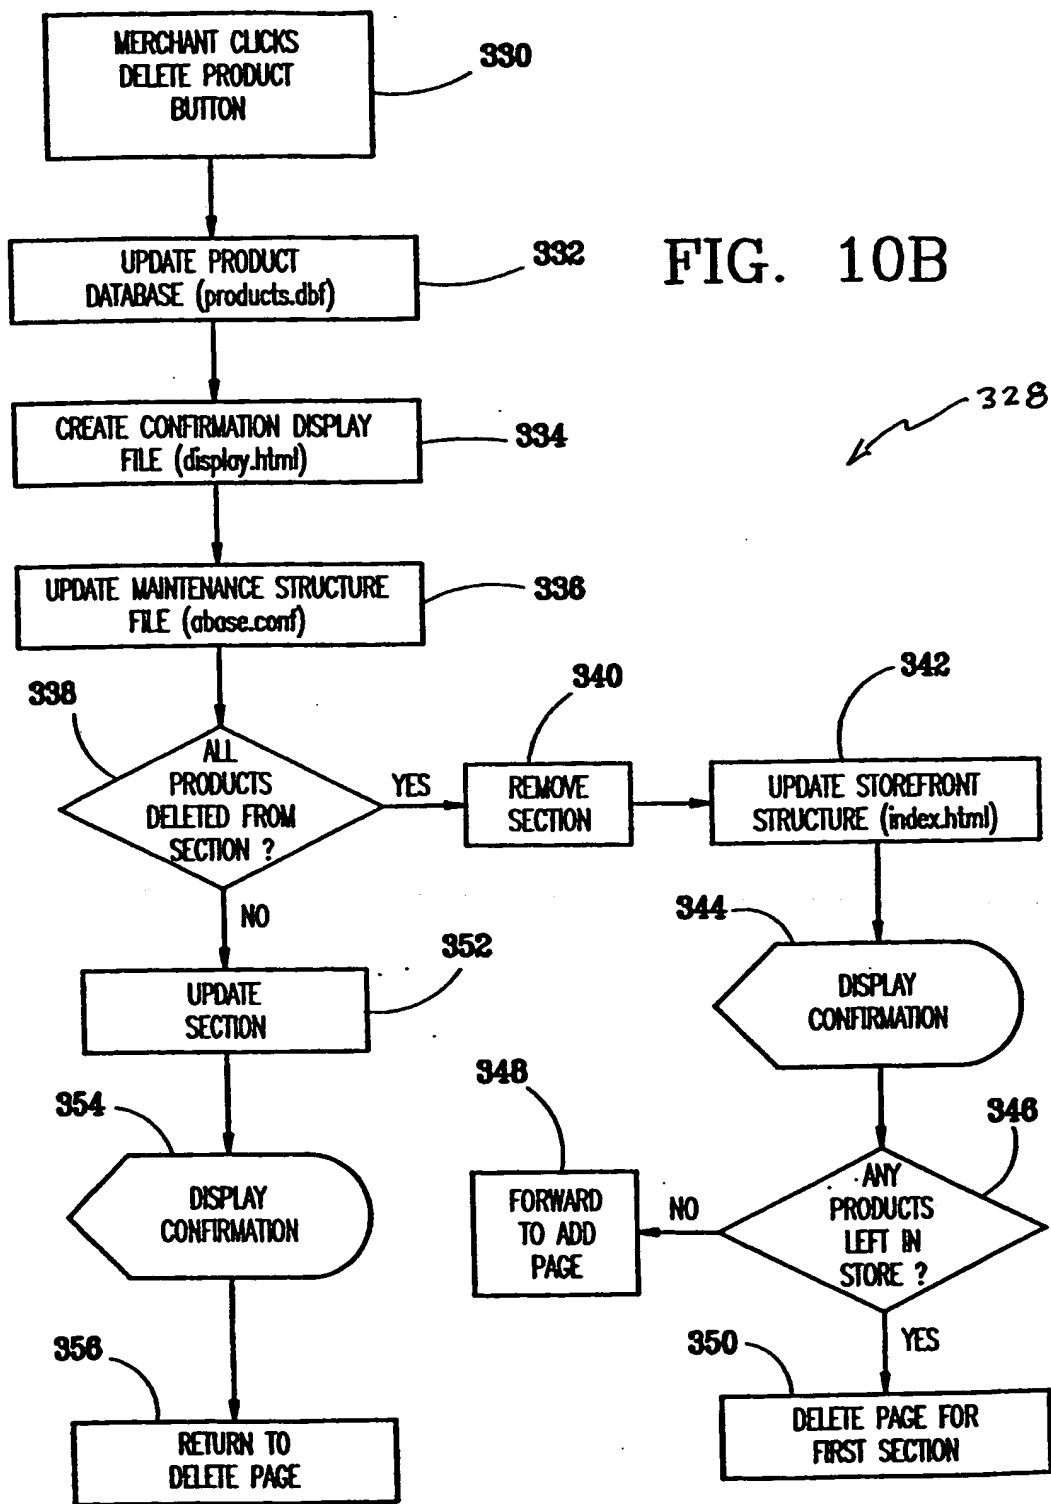 MERCHANT CLICKS
DELETE PRODUCT
BUTTON
330
UPDATE PRODUCT
DATABASE (products.dbf)
332
FIG. 10B
328
CREATE CONFIRMATION DISPLAY
FILE (display.html)
334
UPDATE MAINTENANCE STRUCTURE
FILE (abase.conf)
336
338
ALL
PRODUCTS
DELETED FROM
SECTION ?
YES
340
REMOVE
SECTION
342
UPDATE STOREFRONT
STRUCTURE (index.html)
NO
344
DISPLAY
CONFIRMATION
352
UPDATE
SECTION
354
DISPLAY
CONFIRMATION
346
ANY
PRODUCTS
LEFT IN
STORE ?
NO
348
FORWARD
TO ADD
PAGE
YES
350
DELETE PAGE FOR
FIRST SECTION
356
RETURN TO
DELETE PAGE